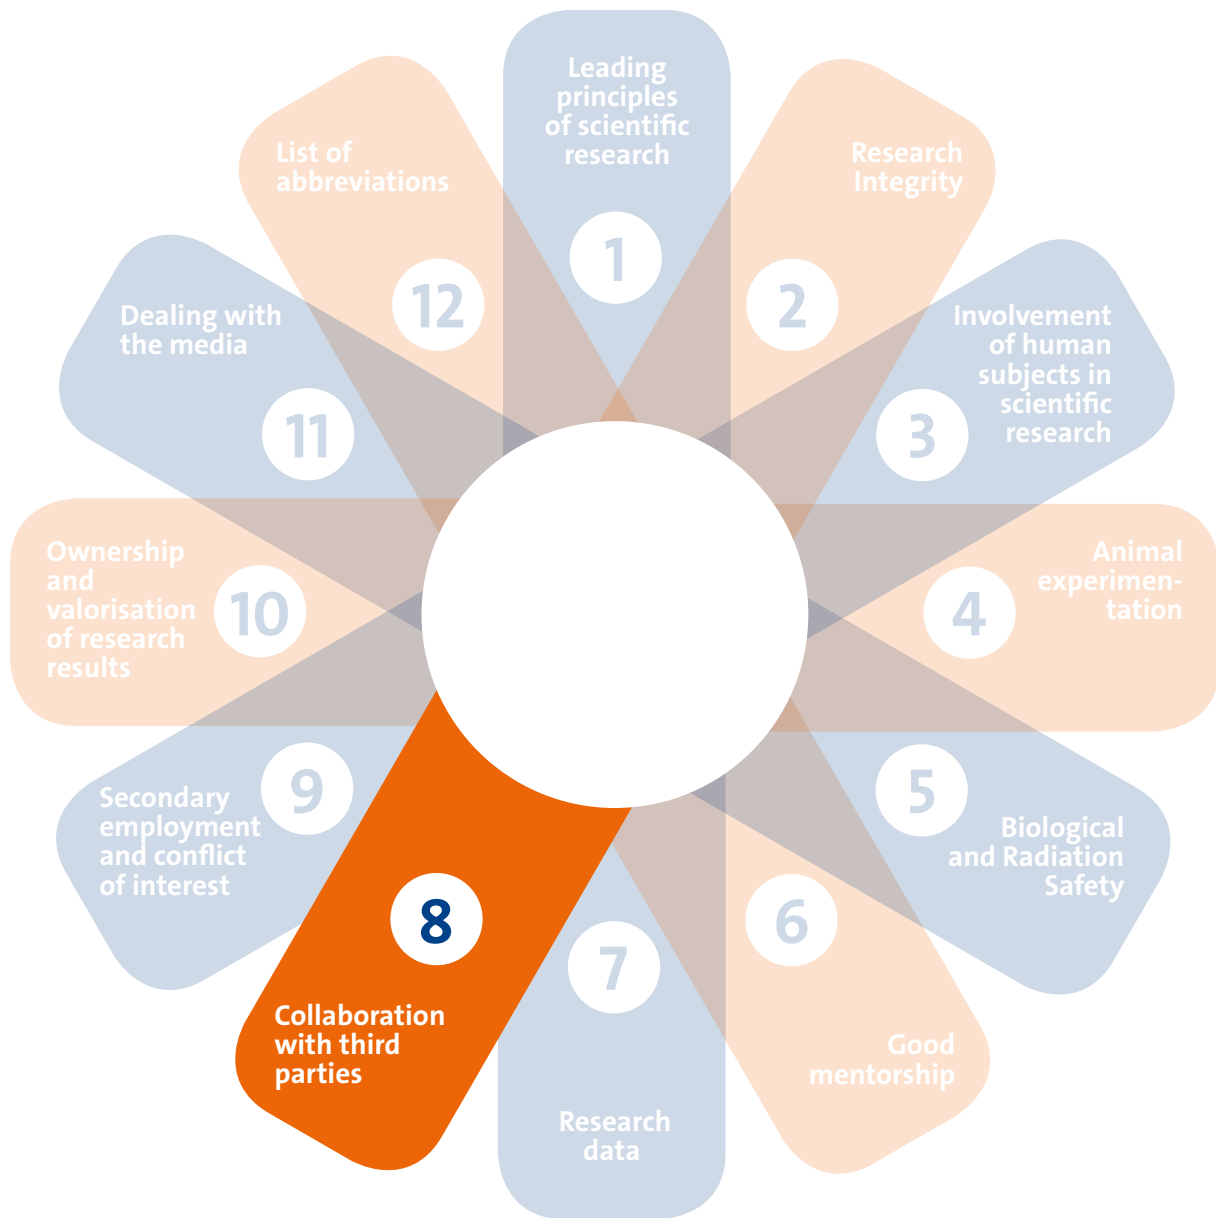 Leading
principles
of scientific
research
1
Research
Integrity
2
Involvement
of human
subjects in
scientific
research
3
Animal
experimen-
tation
4
5
Biological
and Radiation
Safety
6
Good
mentorship
7
Research
data
8
Collaboration
with third
parties
9
Secondary
employment
and conflict
of interest
10
Ownership
and
valorisation
of research
results
11
Dealing with
the media
12
List of
abbreviations